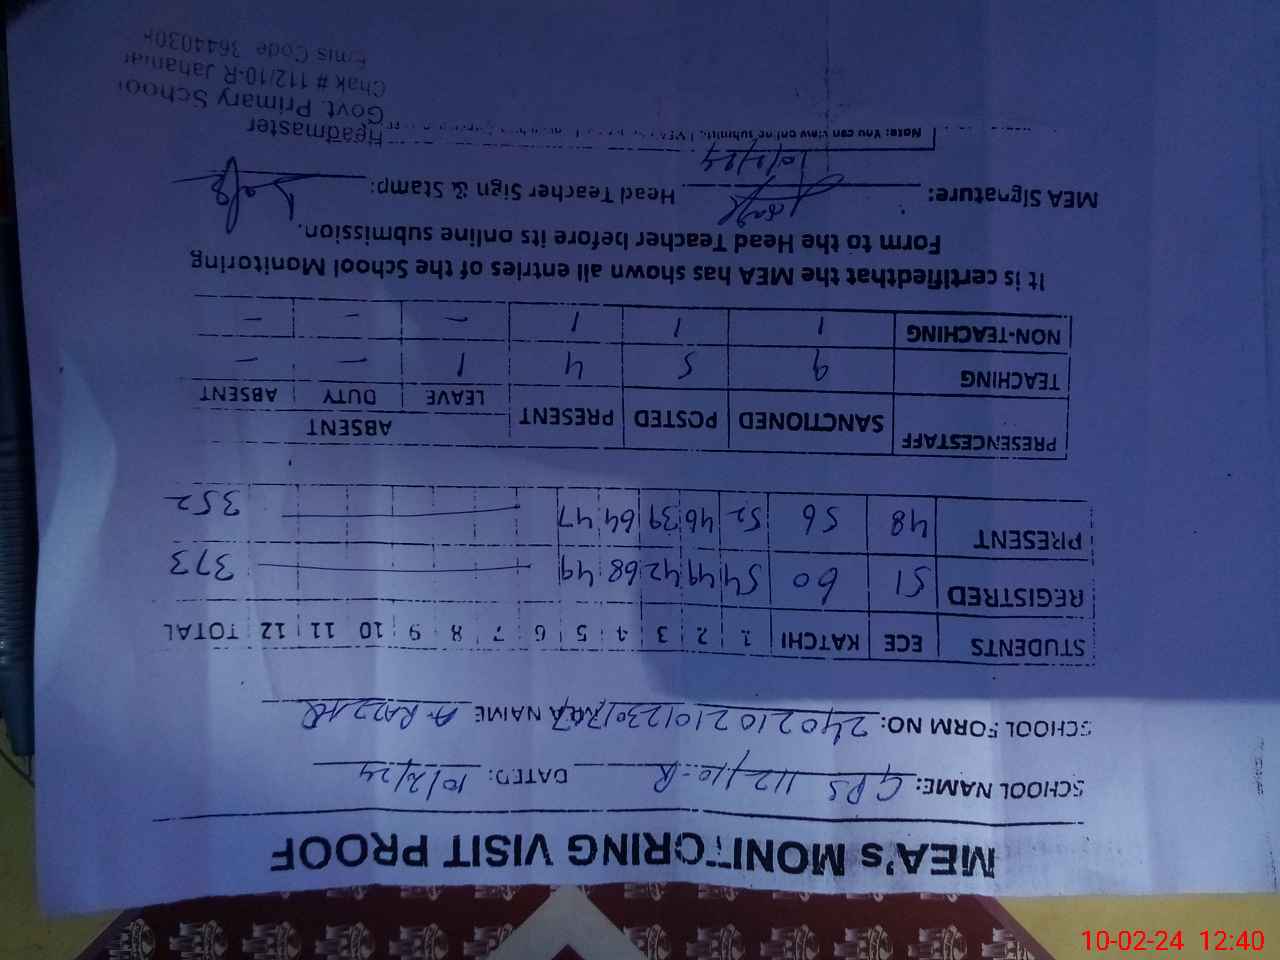 MEA's MONITORING VISIT PROOF
SCHOOL NAME: GPS 112/10-R DATED: 10/2/24
SCHOOL FORM NO: MEA NAME A-RAZZAQ
STUDENTS ECE KATCHI 1 2 3 4 5 6 7 8 9 10 11 12 TOTAL
REGISTRED 51 60 54 49 42 68 49 373
PRESENT 48 56 52 46 39 64 47 352
PRESENCESTAFF SANCTIONED POSTED PRESENT ABSENT
LEAVE DUTY ABSENT
TEACHING 9 5 4 1 - -
NON-TEACHING 1 1 1 - - -
It is certifiedthat the MEA has shown all entries of the School Monitoring
Form to the Head Teacher before its online submission.
MEA Signature: Head Teacher Sign & Stamp:
10/2/24
Note: You can view online
Headmaster
Govt. Primary School
Chak # 112/10-R Jahanian
Emis Code
10-02-24 12:40